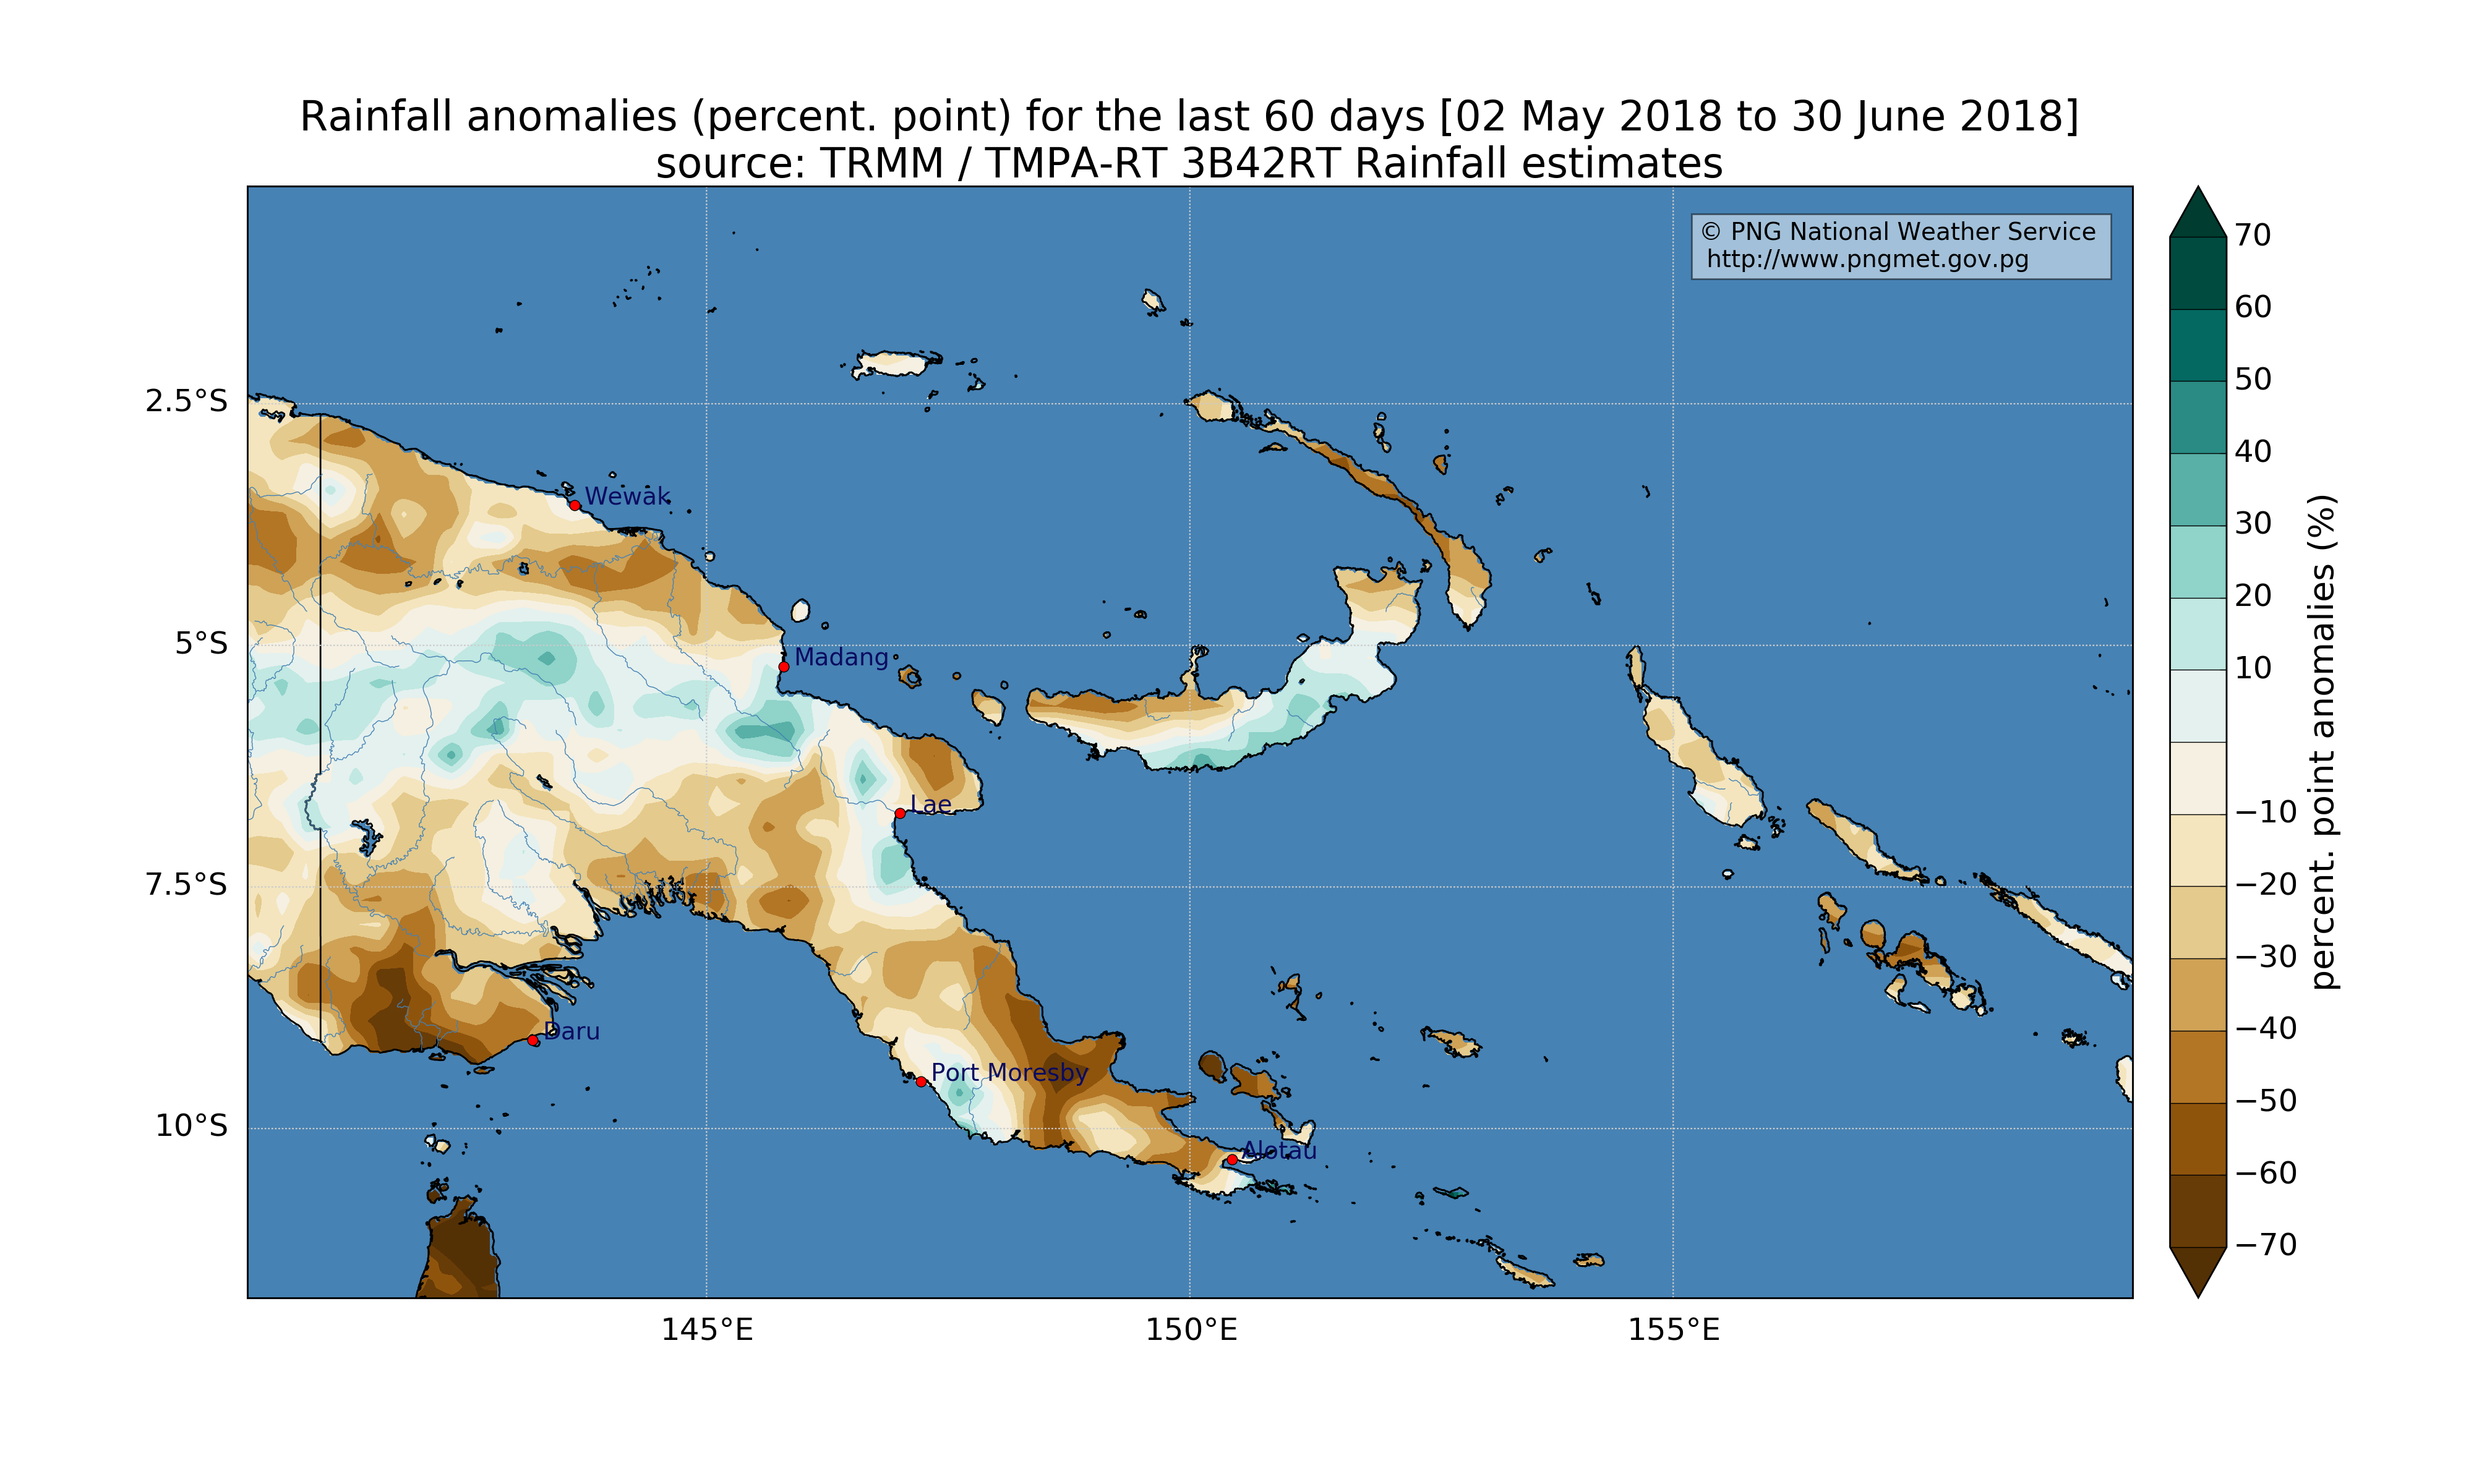 Rainfall anomalies (percent. point) for the last 60 days [02 May 2018 to 30 June 2018]
source: TRMM / TMPA-RT 3B42RT Rainfall estimates
© PNG National Weather Service
http://www.pngmet.gov.pg
2.5°S
5°S
7.5°S
10°S
145°E
150°E
155°E
Wewak
Madang
Lae
Daru
Port Moresby
Alotau
70
60
50
40
30
20
10
−10
−20
−30
−40
−50
−60
−70
percent. point anomalies (%)